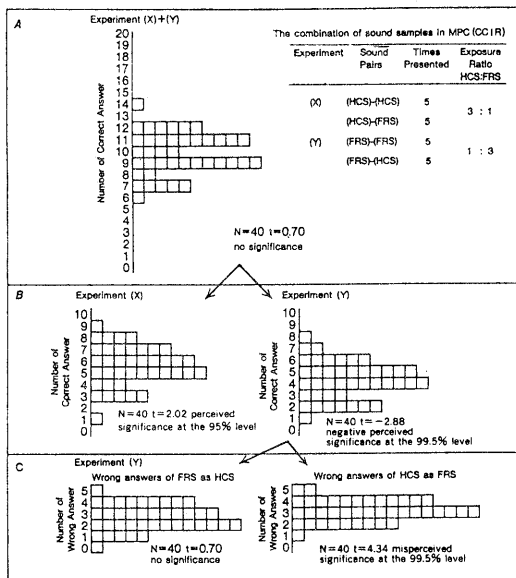 A
Experiment (X)+(Y)
The combination of sound samples in MPC (CCIR)
Experiment Sound Pairs Times Presented Exposure Ratio HCS:FRS
(X) (HCS)-(HCS) 5
3 : 1
(HCS)-(FRS) 5
(Y) (FRS)-(FRS) 5
1 : 3
(FRS)-(HCS) 5
Number of Correct Answer
20
19
18
17
16
15
14
13
12
11
10
9
8
7
6
5
4
3
2
1
0
N=40 t=0.70
no significance
B
Experiment (X)
Number of
Correct Answer
10
9
8
7
6
5
4
3
2
1
0
N=40 t=2.02 perceived
significance at the 95% level
Experiment (Y)
Number of
Correct Answer
10
9
8
7
6
5
4
3
2
1
0
N=40 t=-2.88
negative perceived
significance at the 99.5% level
C
Experiment (Y)
Wrong answers of FRS as HCS
Number of
Wrong Answer
5
4
3
2
1
0
N=40 t=0.70
no significance
Wrong answers of HCS as FRS
Number of
Wrong Answer
5
4
3
2
1
0
N=40 t=4.34 misperceived
significance at the 99.5% level